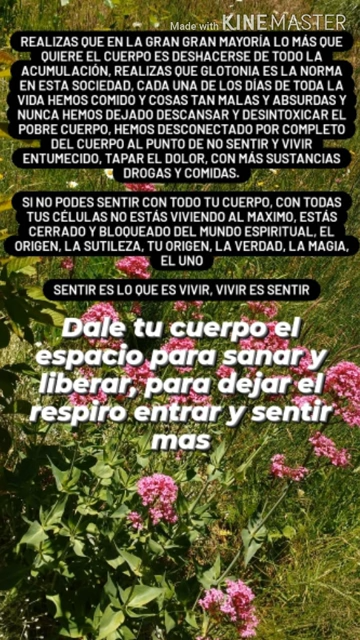 Made with KINEMASTER
REALIZAS QUE EN LA GRAN GRAN MAYORÍA LO MÁS QUE
QUIERE EL CUERPO ES DESHACERSE DE TODO LA
ACUMULACIÓN, REALIZAS QUE GLOTONIA ES LA NORMA
EN ESTA SOCIEDAD, CADA UNA DE LOS DÍAS DE TODA LA
VIDA HEMOS COMIDO Y COSAS TAN MALAS Y ABSURDAS Y
NUNCA HEMOS DEJADO DESCANSAR Y DESINTOXICAR EL
POBRE CUERPO, HEMOS DESCONECTADO POR COMPLETO
DEL CUERPO AL PUNTO DE NO SENTIR Y VIVIR
ENTUMECIDO, TAPAR EL DOLOR, CON MÁS SUSTANCIAS
DROGAS Y COMIDAS.
SI NO PODES SENTIR CON TODO TU CUERPO, CON TODAS
TUS CÉLULAS NO ESTÁS VIVIENDO AL MAXIMO, ESTÁS
CERRADO Y BLOQUEADO DEL MUNDO ESPIRITUAL, EL
ORIGEN, LA SUTILEZA, TU ORIGEN, LA VERDAD, LA MAGIA,
EL UNO
SENTIR ES LO QUE ES VIVIR, VIVIR ES SENTIR
Dale tu cuerpo el
espacio para sanar y
liberar, para dejar el
respiro entrar y sentir
mas